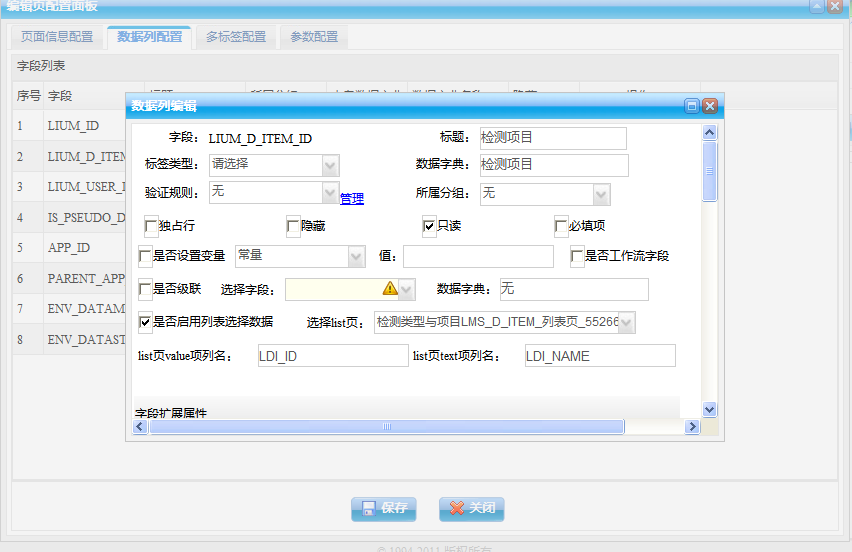 编辑页配置面板
页面信息配置 数据列配置 多标签配置 参数配置
字段列表
序号 字段
1 LIUM_ID
2 LIUM_D_ITEM
3 LIUM_USER_I
4 IS_PSEUDO_D
5 APP_ID
6 PARENT_APP
7 ENV_DATAM
8 ENV_DATAST
数据列编辑
字段： LIUM_D_ITEM_ID 标题： 检测项目
标签类型： 请选择 数据字典： 检测项目
验证规则： 无 管理 所属分组： 无
独占行 隐藏 只读 必填项
是否设置变量 常量 值： 是否工作流字段
是否级联 选择字段： 数据字典： 无
是否启用列表选择数据 选择list页： 检测类型与项目LMS_D_ITEM_列表页_55266
list页value项列名： LDI_ID list页text项列名： LDI_NAME
字段扩展属性
保存 关闭
© 1994-2011 版权所有